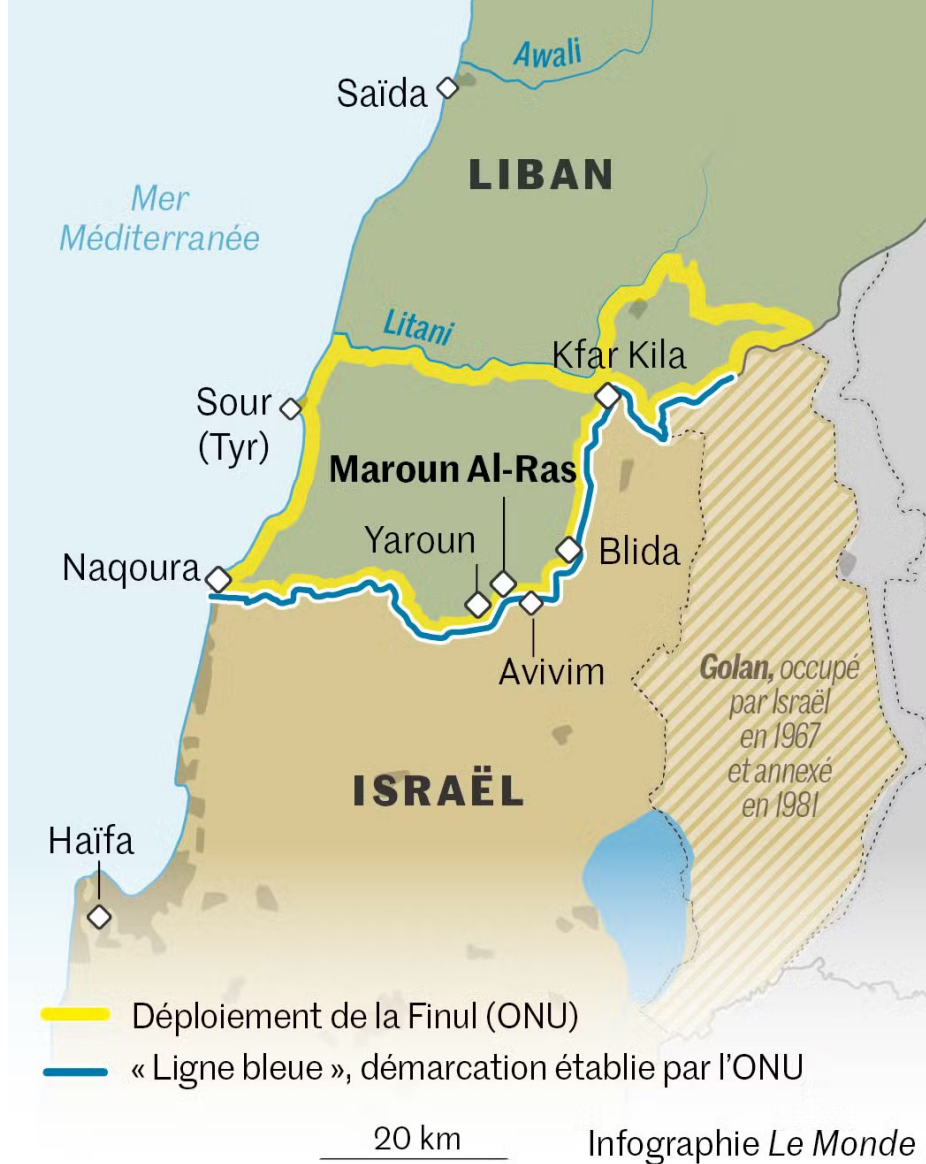 Awali
Saïda
LIBAN
Mer
Méditerranée
Litani
Kfar Kila
Sour
(Tyr)
Maroun Al-Ras
Yaroun
Blida
Naqoura
Avivim
Golan, occupé
par Israël
en 1967
et annexé
en 1981
ISRAËL
Haïfa
Déploiement de la Finul (ONU)
« Ligne bleue », démarcation établie par l’ONU
20 km
Infographie Le Monde